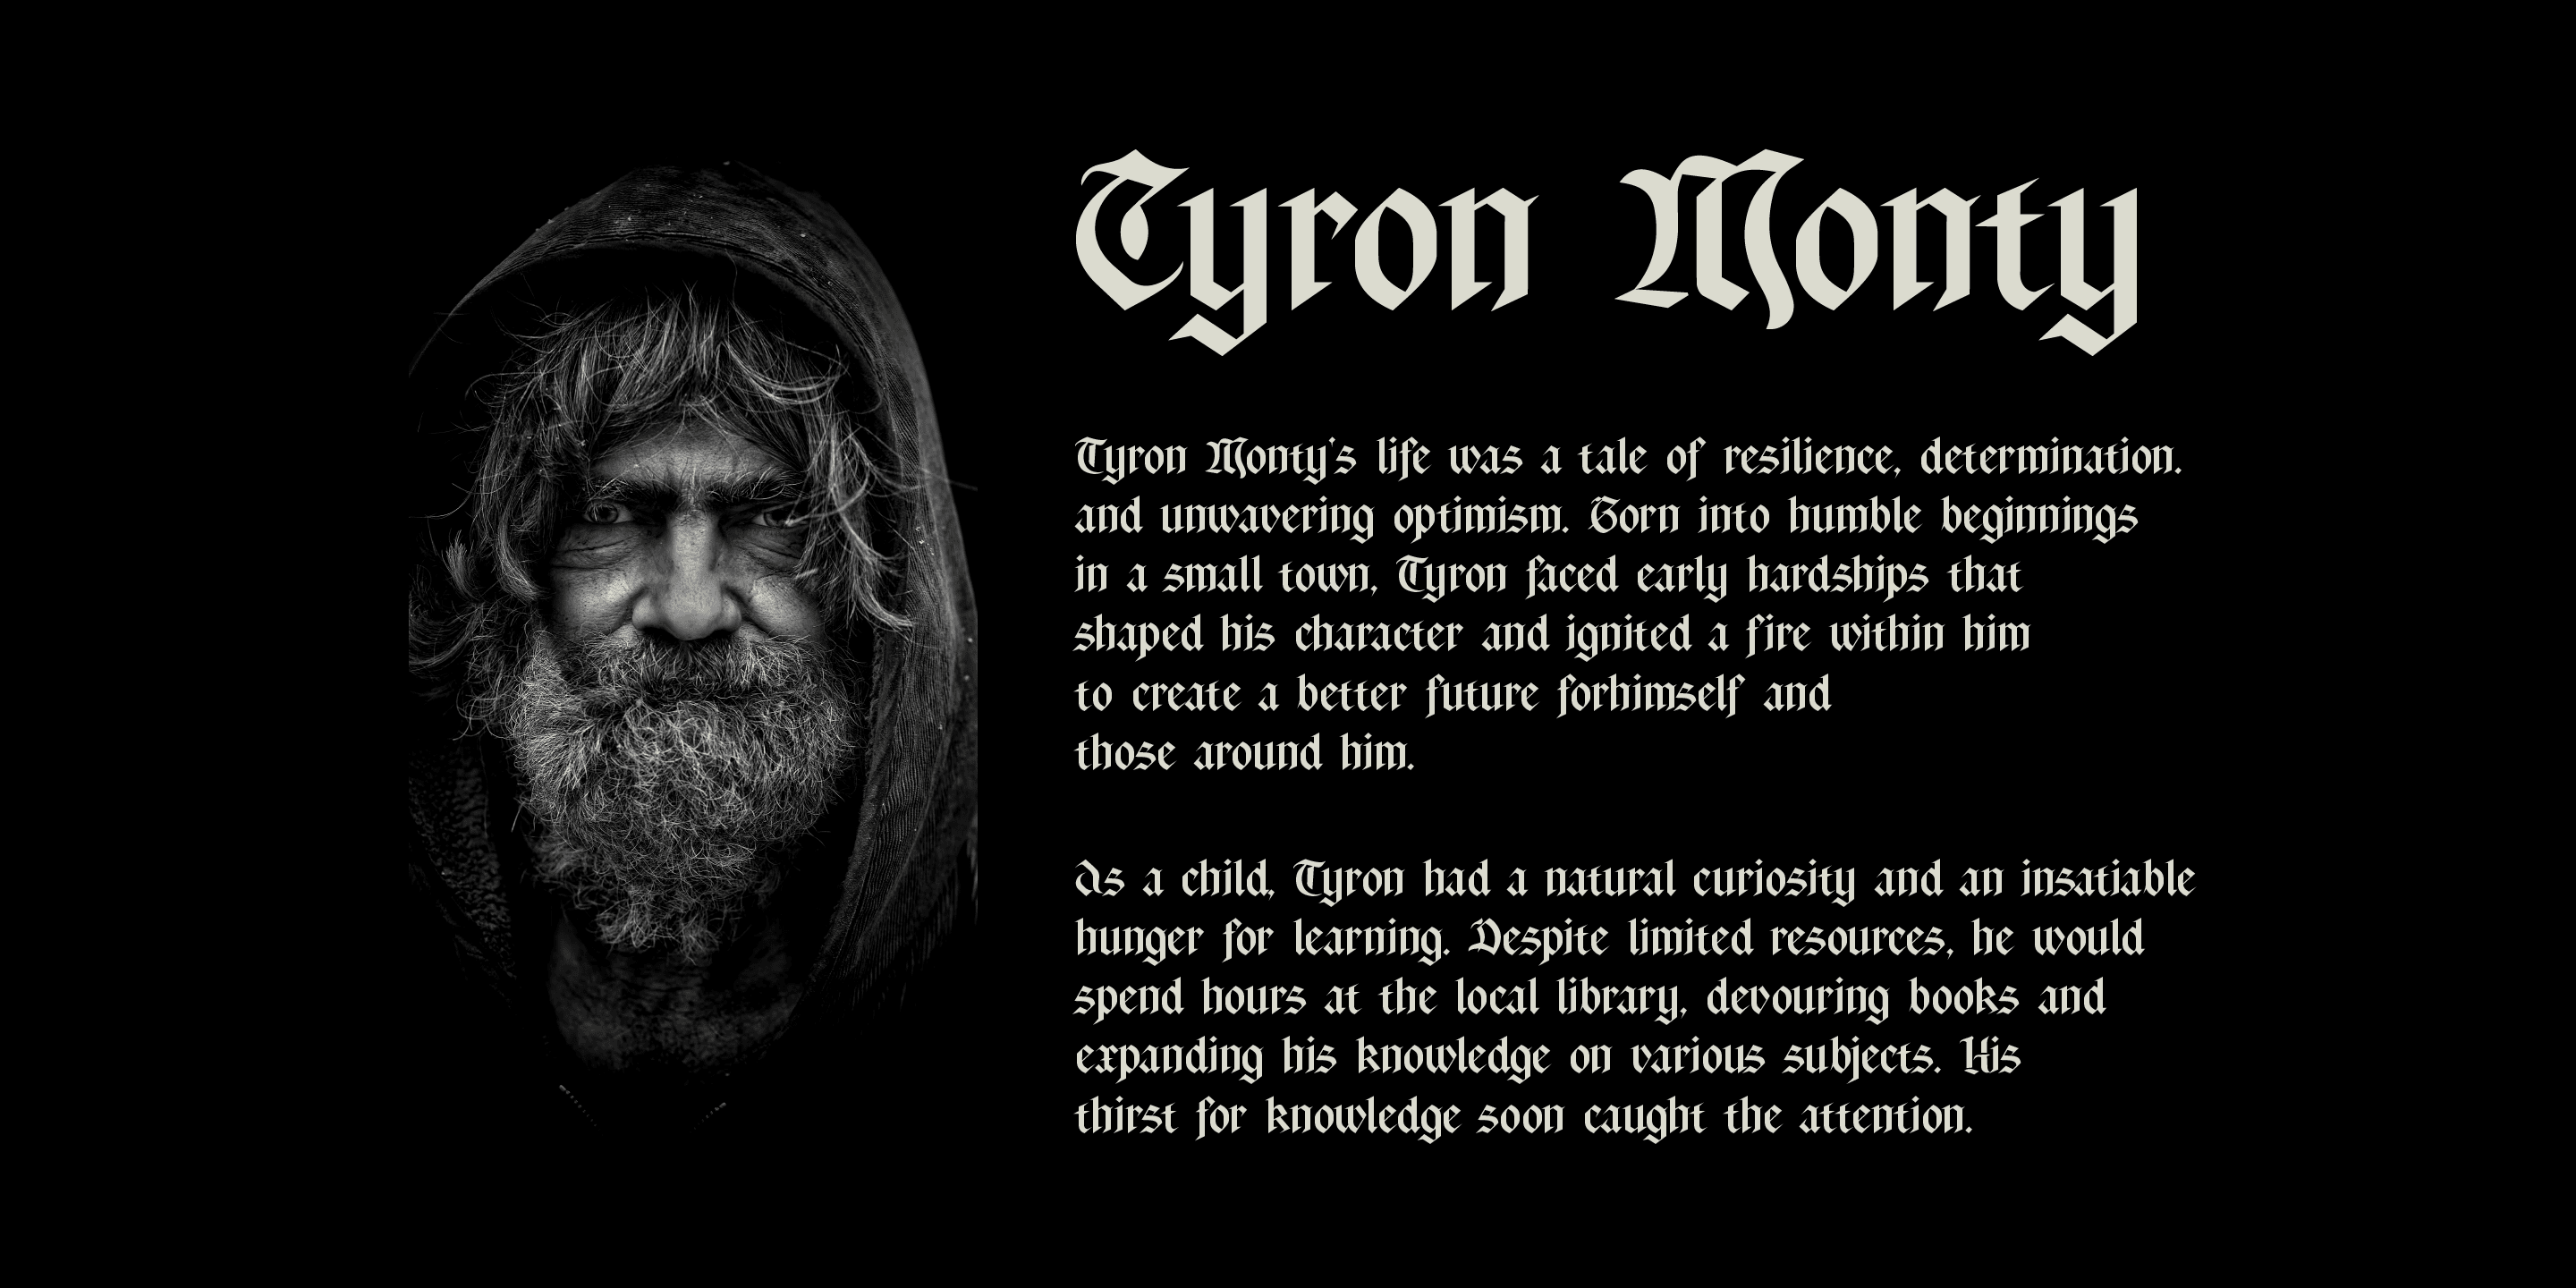 Tyron Monty
Tyron Monty's life was a tale of resilience, determination.
and unwavering optimism. Born into humble beginnings
in a small town, Tyron faced early hardships that
shaped his character and ignited a fire within him
to create a better future forhimself and
those around him.
As a child, Tyron had a natural curiosity and an insatiable
hunger for learning. Despite limited resources, he would
spend hours at the local library, devouring books and
expanding his knowledge on various subjects. His
thirst for knowledge soon caught the attention.